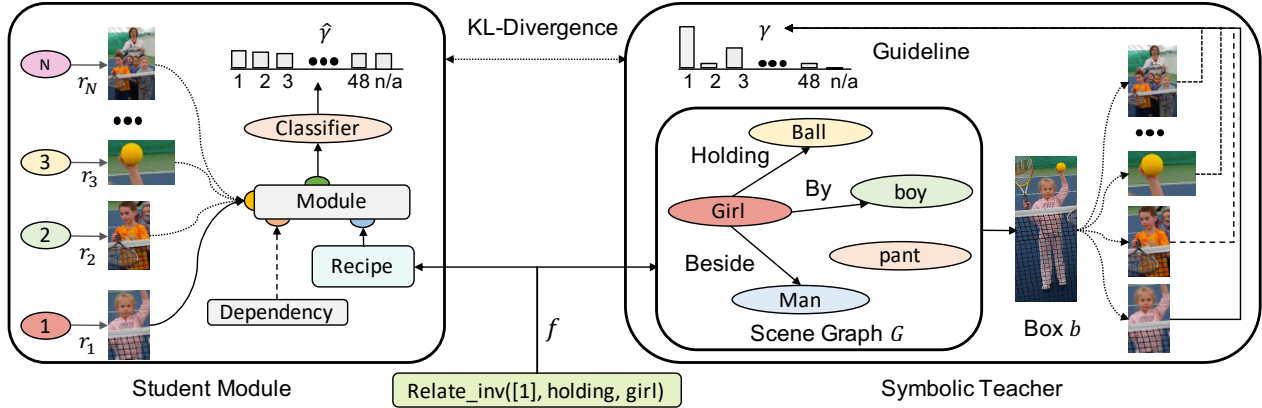 KL-Divergence
N
r_N
3
r_3
2
r_2
1
r_1
γ̂
1 2 3 48 n/a
Classifier
Module
Recipe
Dependency
Student Module
f
Relate_inv([1], holding, girl)
γ
Guideline
1 2 3 48 n/a
Ball
Holding
By
boy
Girl
pant
Beside
Man
Scene Graph G
Box b
Symbolic Teacher